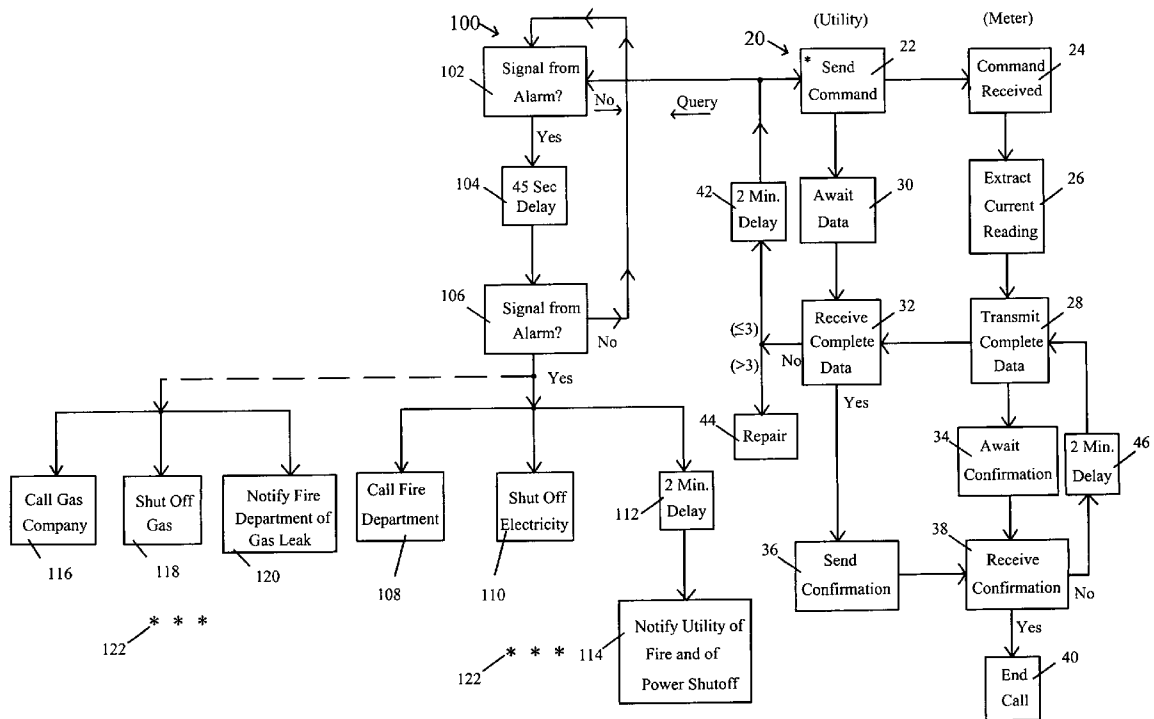 100
(Utility)
(Meter)
20
22
24
102
Signal from
Alarm?
No
Query
* Send
Command
Command
Received
Yes
104
45 Sec
Delay
42
2 Min.
Delay
30
Await
Data
26
Extract
Current
Reading
106
Signal from
Alarm?
No
(≤3)
(>3)
No
Receive
Complete
Data
32
Transmit
Complete
Data
28
Yes
Yes
44
Repair
34
Await
Confirmation
2 Min.
Delay
46
Call Gas
Company
Shut Off
Gas
Notify Fire
Department of
Gas Leak
Call Fire
Department
Shut Off
Electricity
112
2 Min.
Delay
116
118
120
108
110
36
Send
Confirmation
38
Receive
Confirmation
No
Yes
122
* * *
122
* * *
114
Notify Utility of
Fire and of
Power Shutoff
End
Call
40